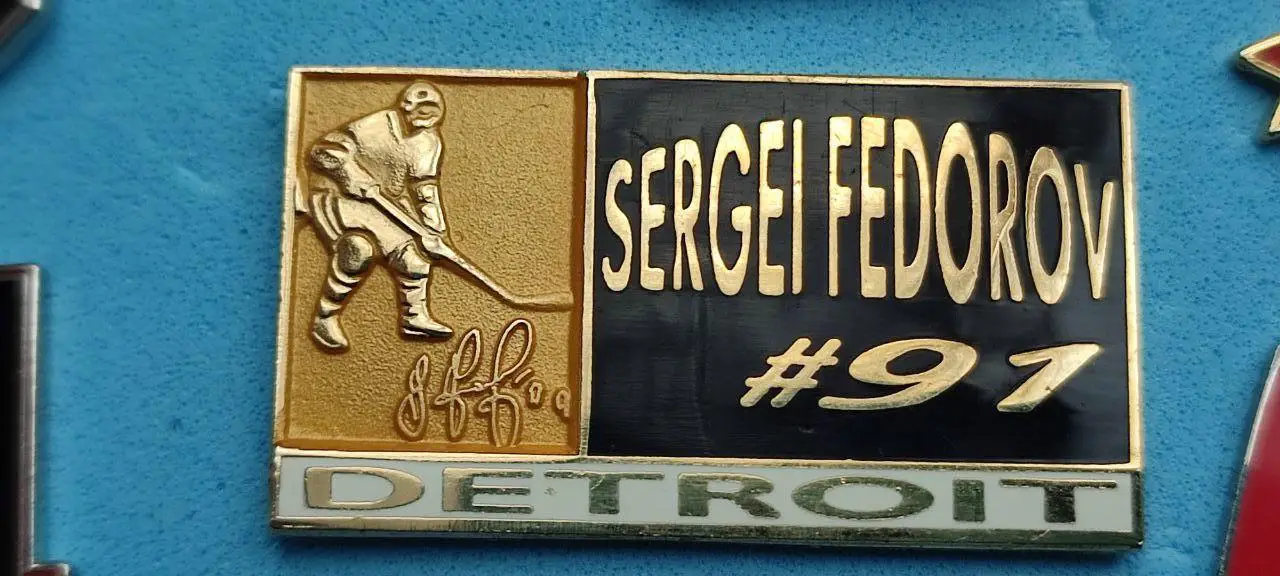 SERGEI FEDOROV
#91
DETROIT